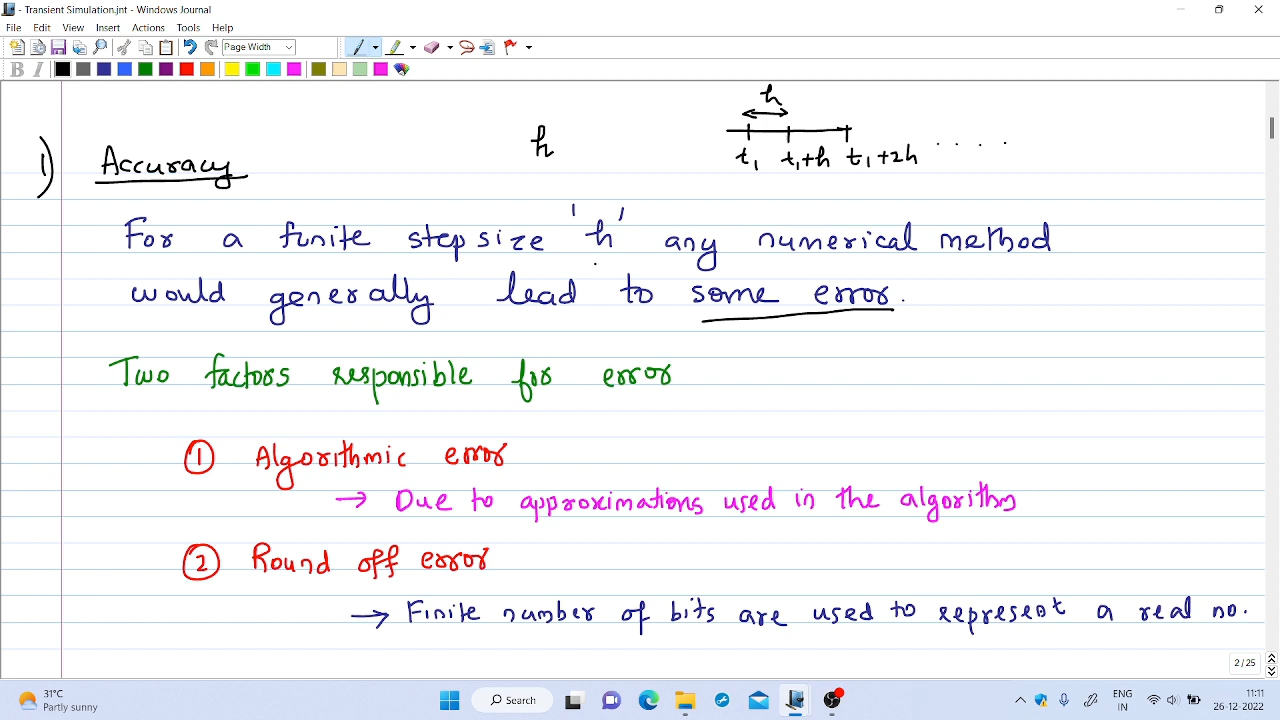 Transient Simulation.jnt - Windows Journal
File Edit View Insert Actions Tools Help
Page Width
B I
h
h
t₁ t₁+h t₁+2h . . . .
1) Accuracy
For a finite step size 'h' any numerical method
would generally lead to some error.
Two factors responsible for error
① Algorithmic error
→ Due to approximations used in the algorithm
② Round off error
→ Finite number of bits are used to represent a real no.
2/25
31°C
Partly sunny
Search
ENG
IN
11:11
26-12-2022